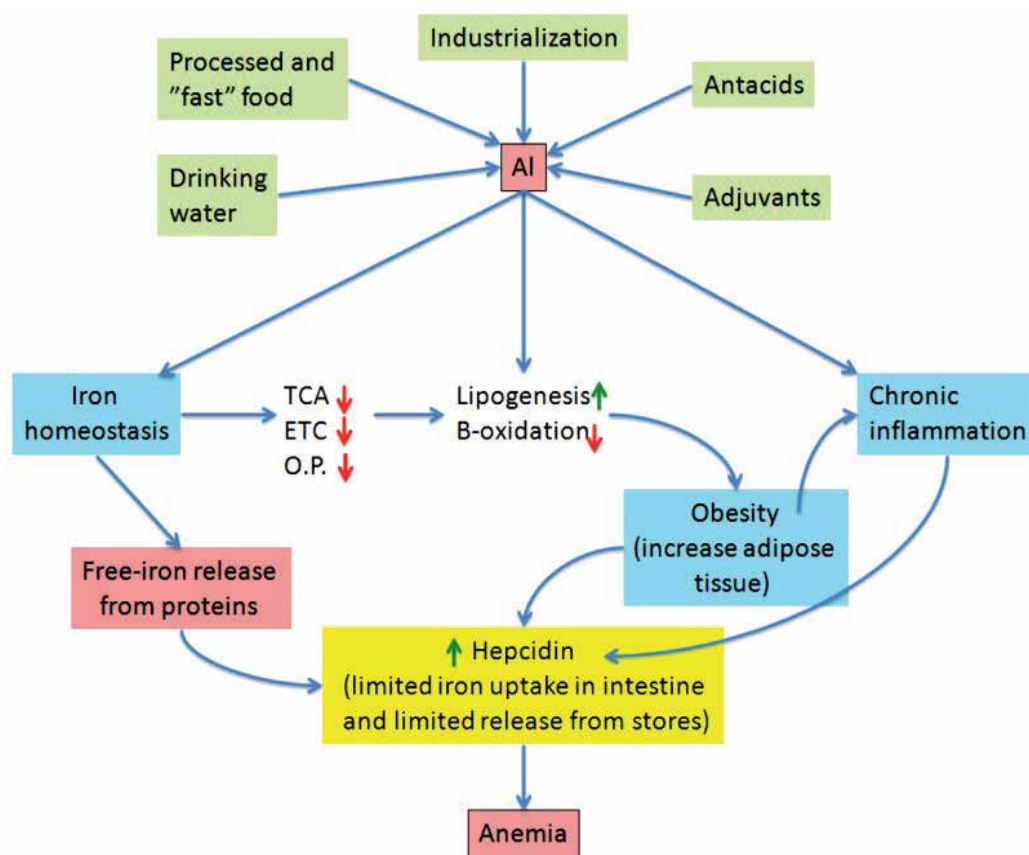 Industrialization
Processed and
”fast” food
Antacids
Al
Drinking
water
Adjuvants
Iron
homeostasis
TCA
ETC
O.P.
Lipogenesis
B-oxidation
Chronic
inflammation
Obesity
(increase adipose
tissue)
Free-iron release
from proteins
Hepcidin
(limited iron uptake in intestine
and limited release from stores)
Anemia